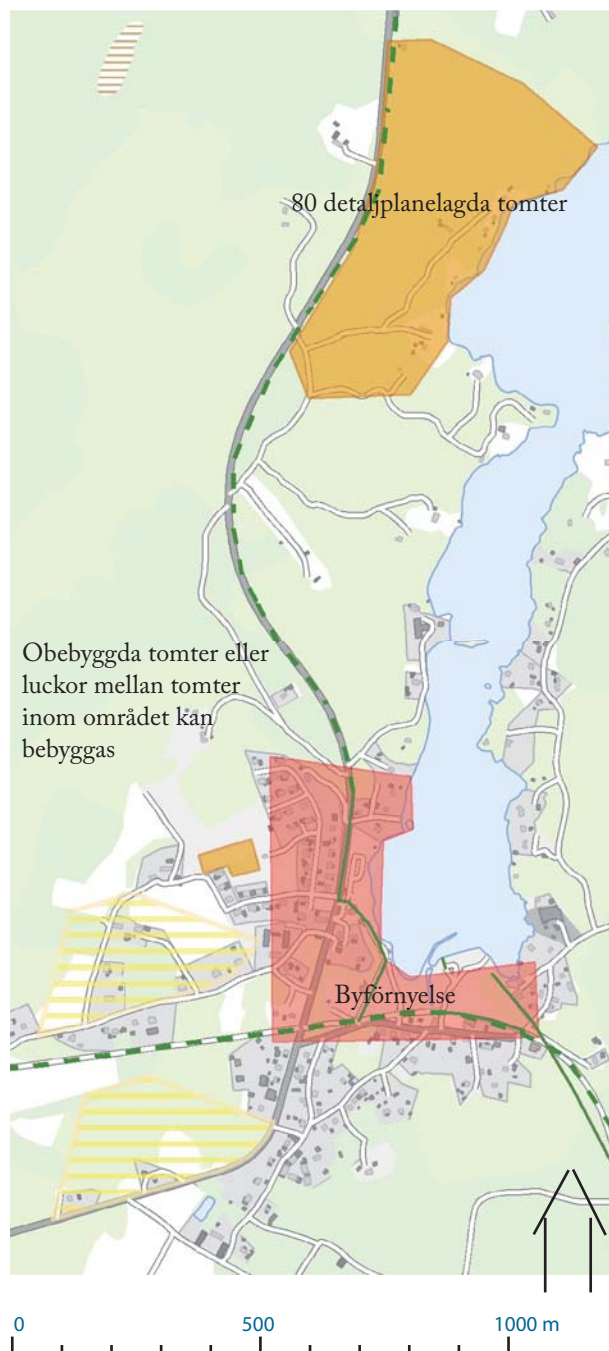 80 detaljplanelagda tomter
Obebyggda tomter eller
luckor mellan tomter
inom området kan
bebyggas
Byförnyelse
0 500 1000 m